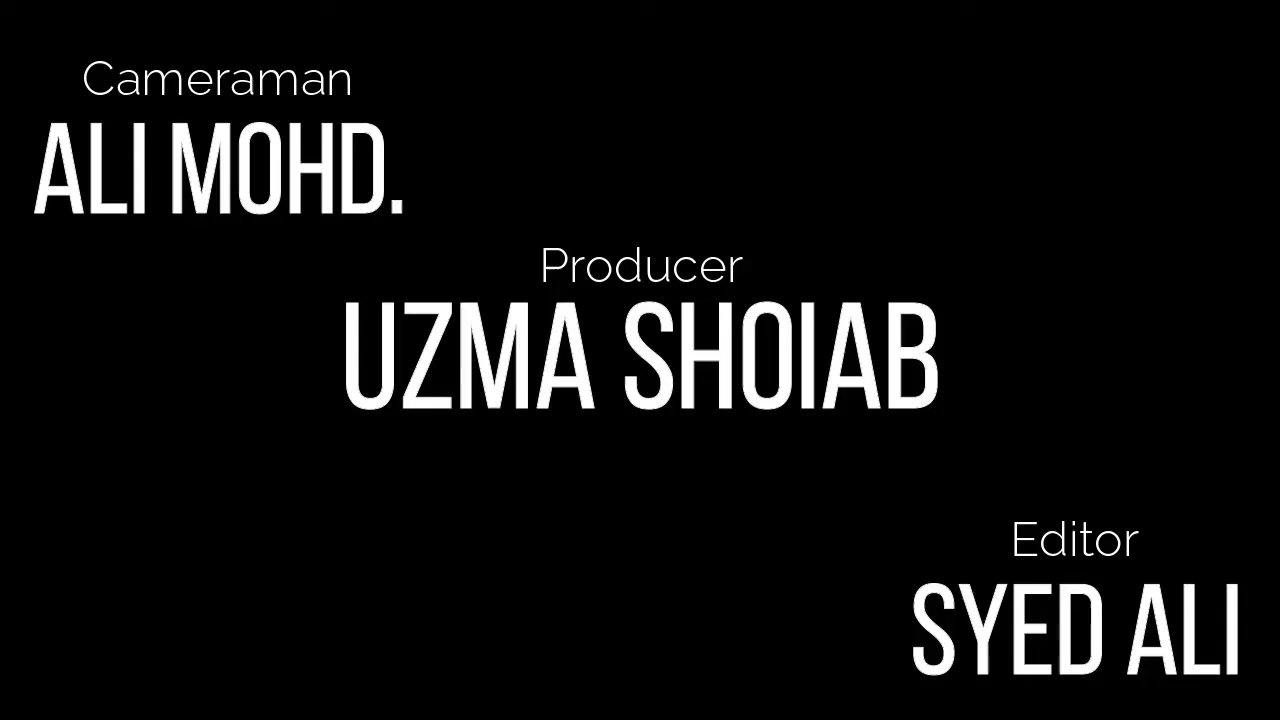 Cameraman
ALI MOHD.
Producer
UZMA SHOIAB
Editor
SYED ALI